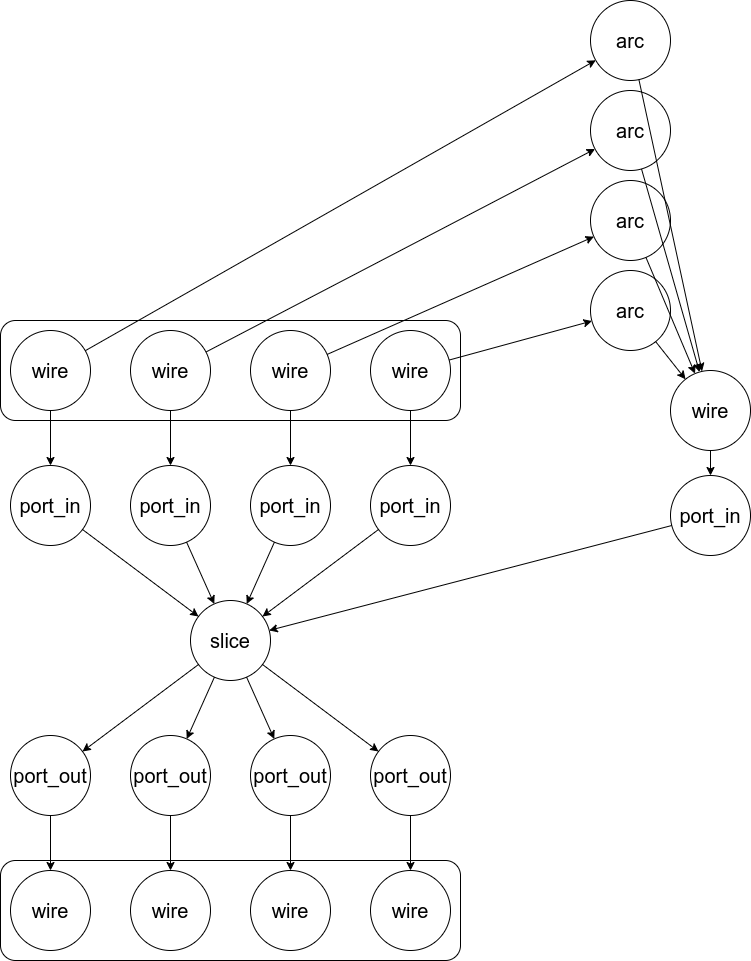 arc
arc
arc
arc
wire wire wire wire
wire
port_in port_in port_in port_in
port_in
slice
port_out port_out port_out port_out
wire wire wire wire